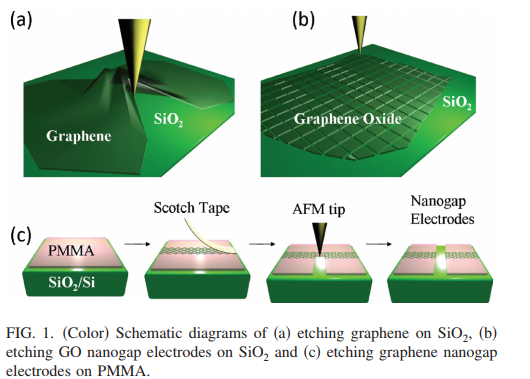 (a)
Graphene
SiO₂
(b)
Graphene Oxide
SiO₂
(c)
PMMA
SiO₂/Si
Scotch Tape
AFM tip
Nanogap
Electrodes
FIG. 1. (Color) Schematic diagrams of (a) etching graphene on SiO₂, (b)
etching GO nanogap electrodes on SiO₂ and (c) etching graphene nanogap
electrodes on PMMA.